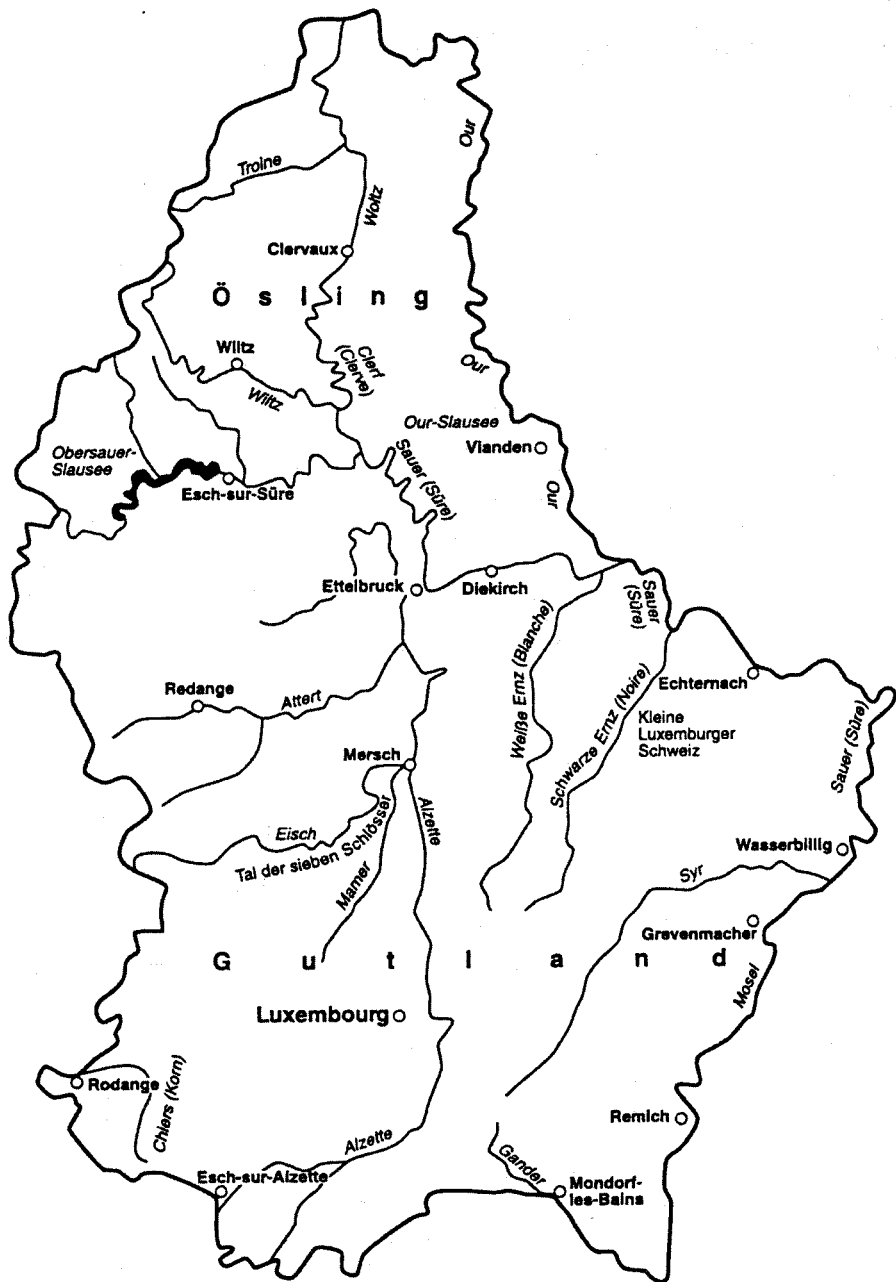 Our
Troine
Woltz
Clervaux
Ösling
Our
Wiltz
Clerf
(Clerve)
Wiltz
Our-Slausee
Vianden
Obersauer-
Slausee
Sauer (Sûre)
Esch-sur-Sûre
Our
Ettelbruck
Diekirch
Sauer
(Sûre)
Weiße Ernz (Blanche)
Echternach
Redange
Attert
Schwarze Ernz (Noire)
Kleine
Luxemburger
Schweiz
Sauer (Sûre)
Mersch
Alzette
Eisch
Tal der sieben Schlösser
Mamer
Wasserbillig
Syr
Grevenmacher
Gutland
Mosel
Luxembourg
Rodange
Chiers (Korn)
Remich
Alzette
Gander
Esch-sur-Alzette
Mondorf-
les-Bains